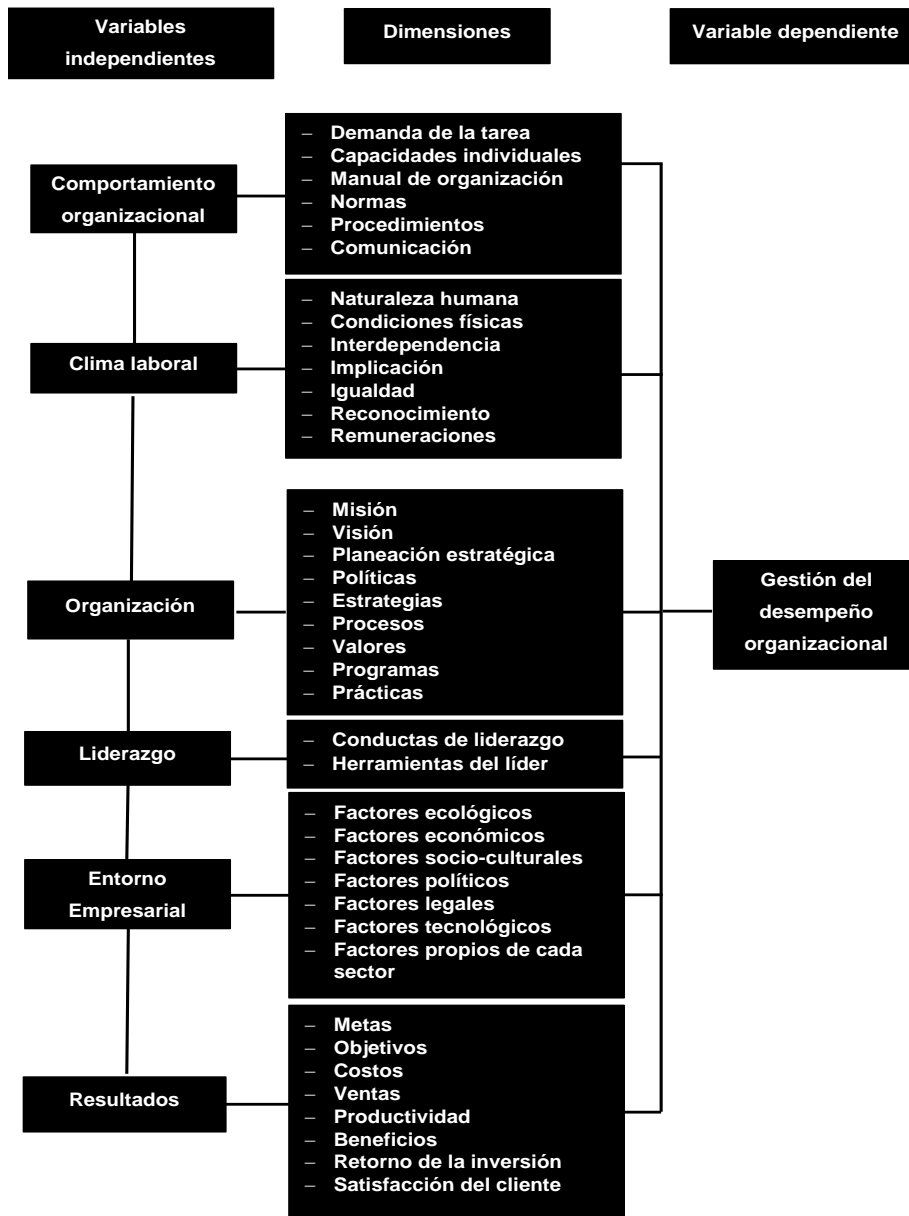 Variables
independientes
Dimensiones
Variable dependiente
Comportamiento
organizacional
– Demanda de la tarea
– Capacidades individuales
– Manual de organización
– Normas
– Procedimientos
– Comunicación
Clima laboral
– Naturaleza humana
– Condiciones físicas
– Interdependencia
– Implicación
– Igualdad
– Reconocimiento
– Remuneraciones
Organización
– Misión
– Visión
– Planeación estratégica
– Políticas
– Estrategias
– Procesos
– Valores
– Programas
– Prácticas
Gestión del
desempeño
organizacional
Liderazgo
– Conductas de liderazgo
– Herramientas del líder
Entorno
Empresarial
– Factores ecológicos
– Factores económicos
– Factores socio-culturales
– Factores políticos
– Factores legales
– Factores tecnológicos
– Factores propios de cada
sector
Resultados
– Metas
– Objetivos
– Costos
– Ventas
– Productividad
– Beneficios
– Retorno de la inversión
– Satisfacción del cliente